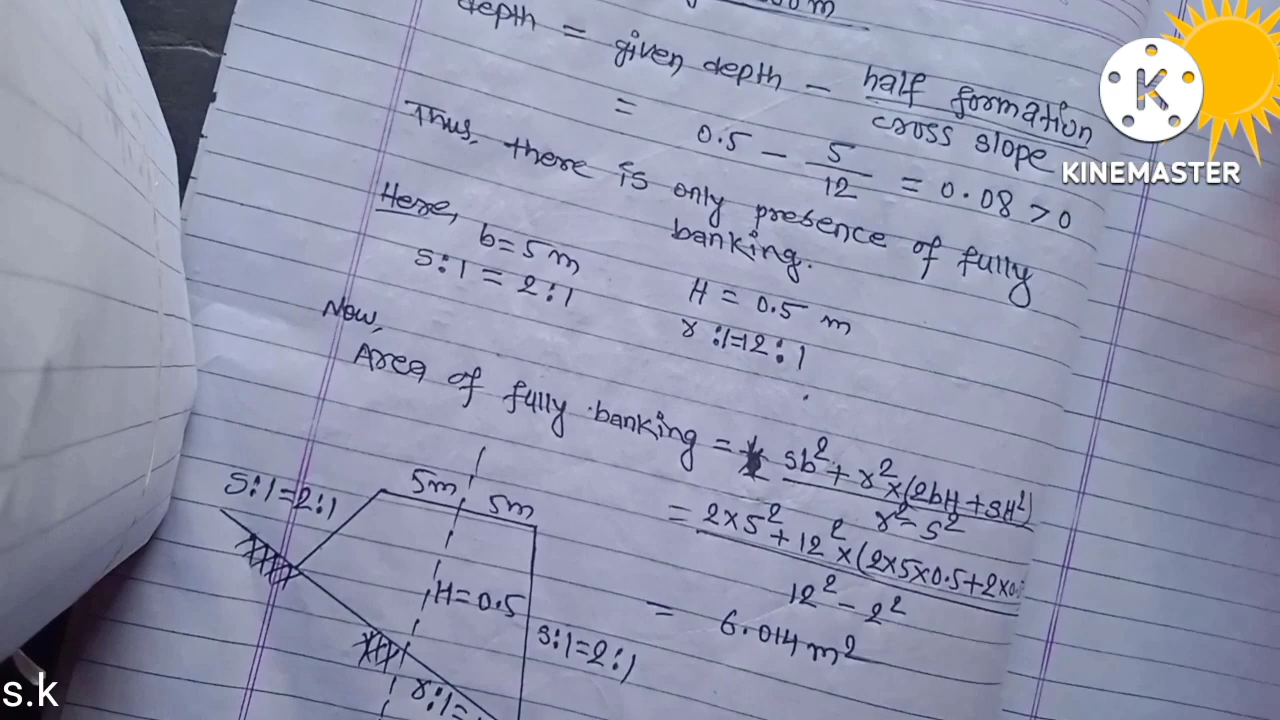 00m
depth = given depth - half formation / cross slope
= 0.5 - 5/12 = 0.08 > 0
Thus, there is only presence of fully banking.
Here, b = 5 m H = 0.5 m
s:1 = 2:1 r:1=12:1
Now,
Area of fully banking = sb² + r² × (2bH + sH²) / r² - s²
= 2×5² + 12² × (2×5×0.5+2×0. / 12² - 2²
= 6.014 m²
s:1=2:1
5m 5m
H=0.5
s:1=2:1
r:1=
K
KINEMASTER
s.k